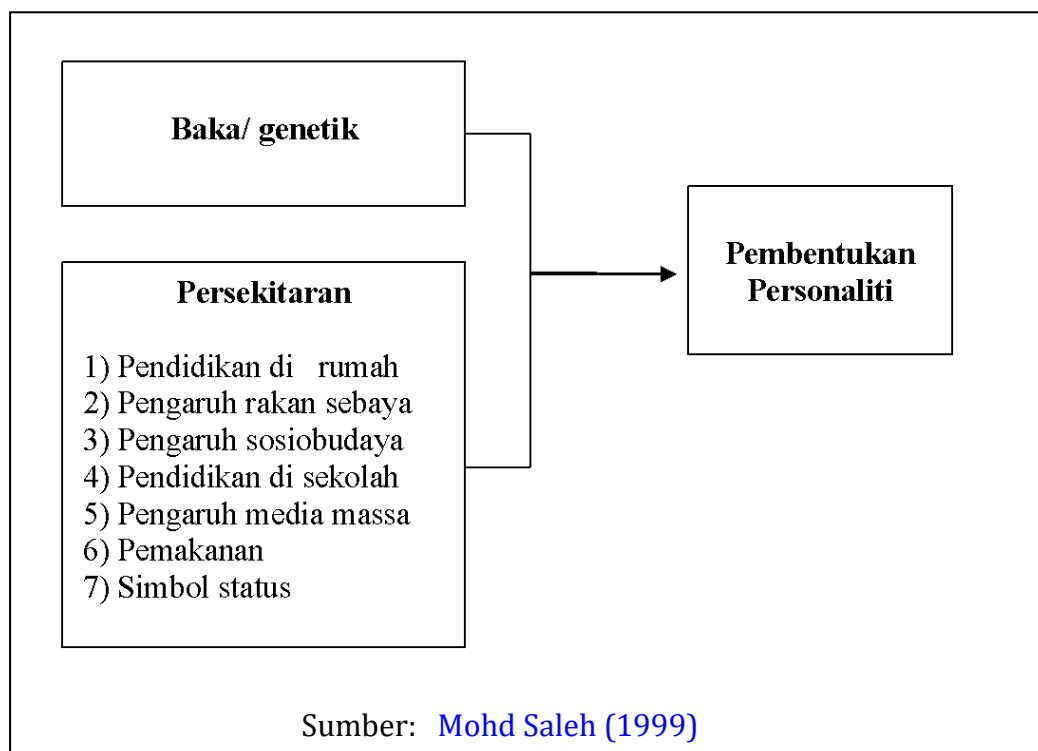 Baka/ genetik
Persekitaran
1) Pendidikan di rumah
2) Pengaruh rakan sebaya
3) Pengaruh sosiobudaya
4) Pendidikan di sekolah
5) Pengaruh media massa
6) Pemakanan
7) Simbol status
Pembentukan
Personaliti
Sumber: Mohd Saleh (1999)